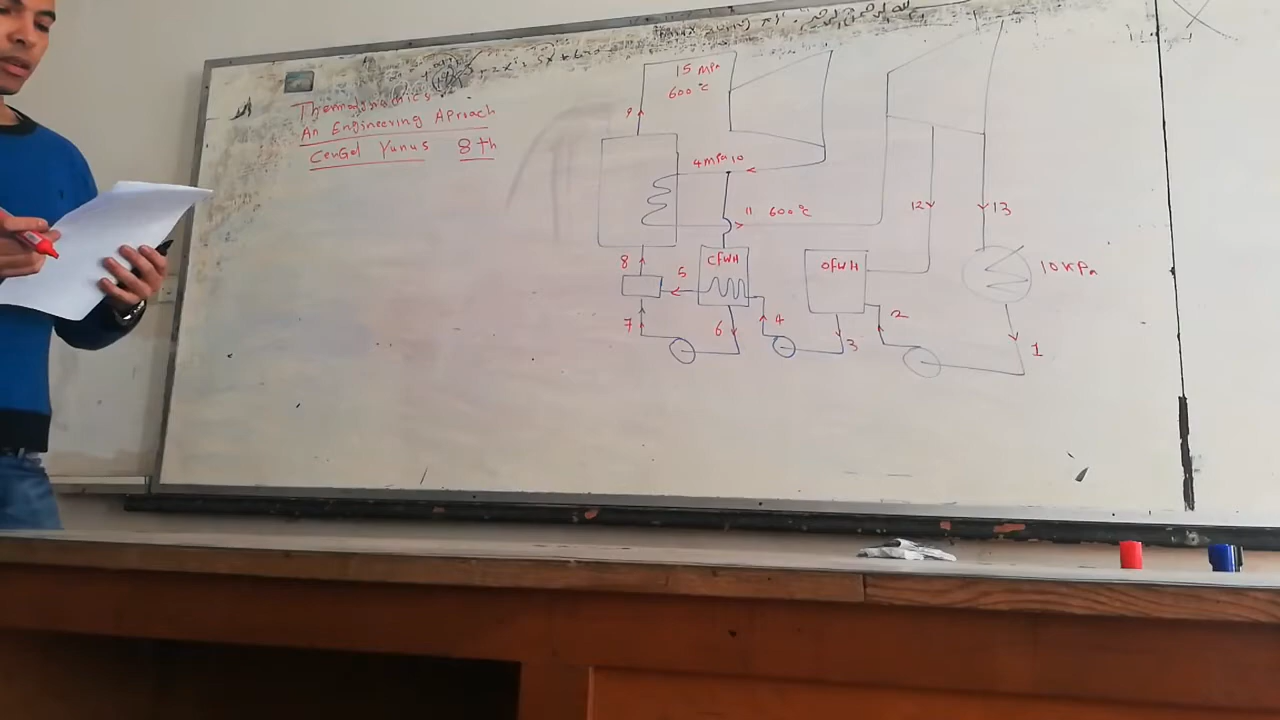 Thermodynamics
An Engineering Aproach
Cengel Yunus 8th
15 MPa
600°C
9
4 MPa 10
11 600°C
12
13
8
5
CFWH
OFWH
10 KPa
7
6
4
3
2
1